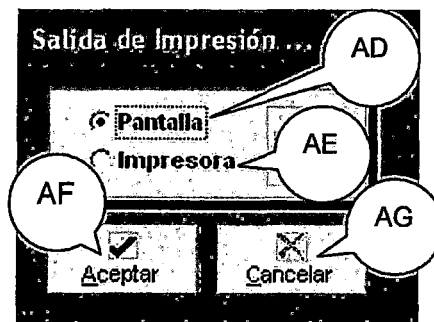 Salida de Impresión ...
AD
Pantalla
AE
Impresora
AF
AG
Aceptar
Cancelar